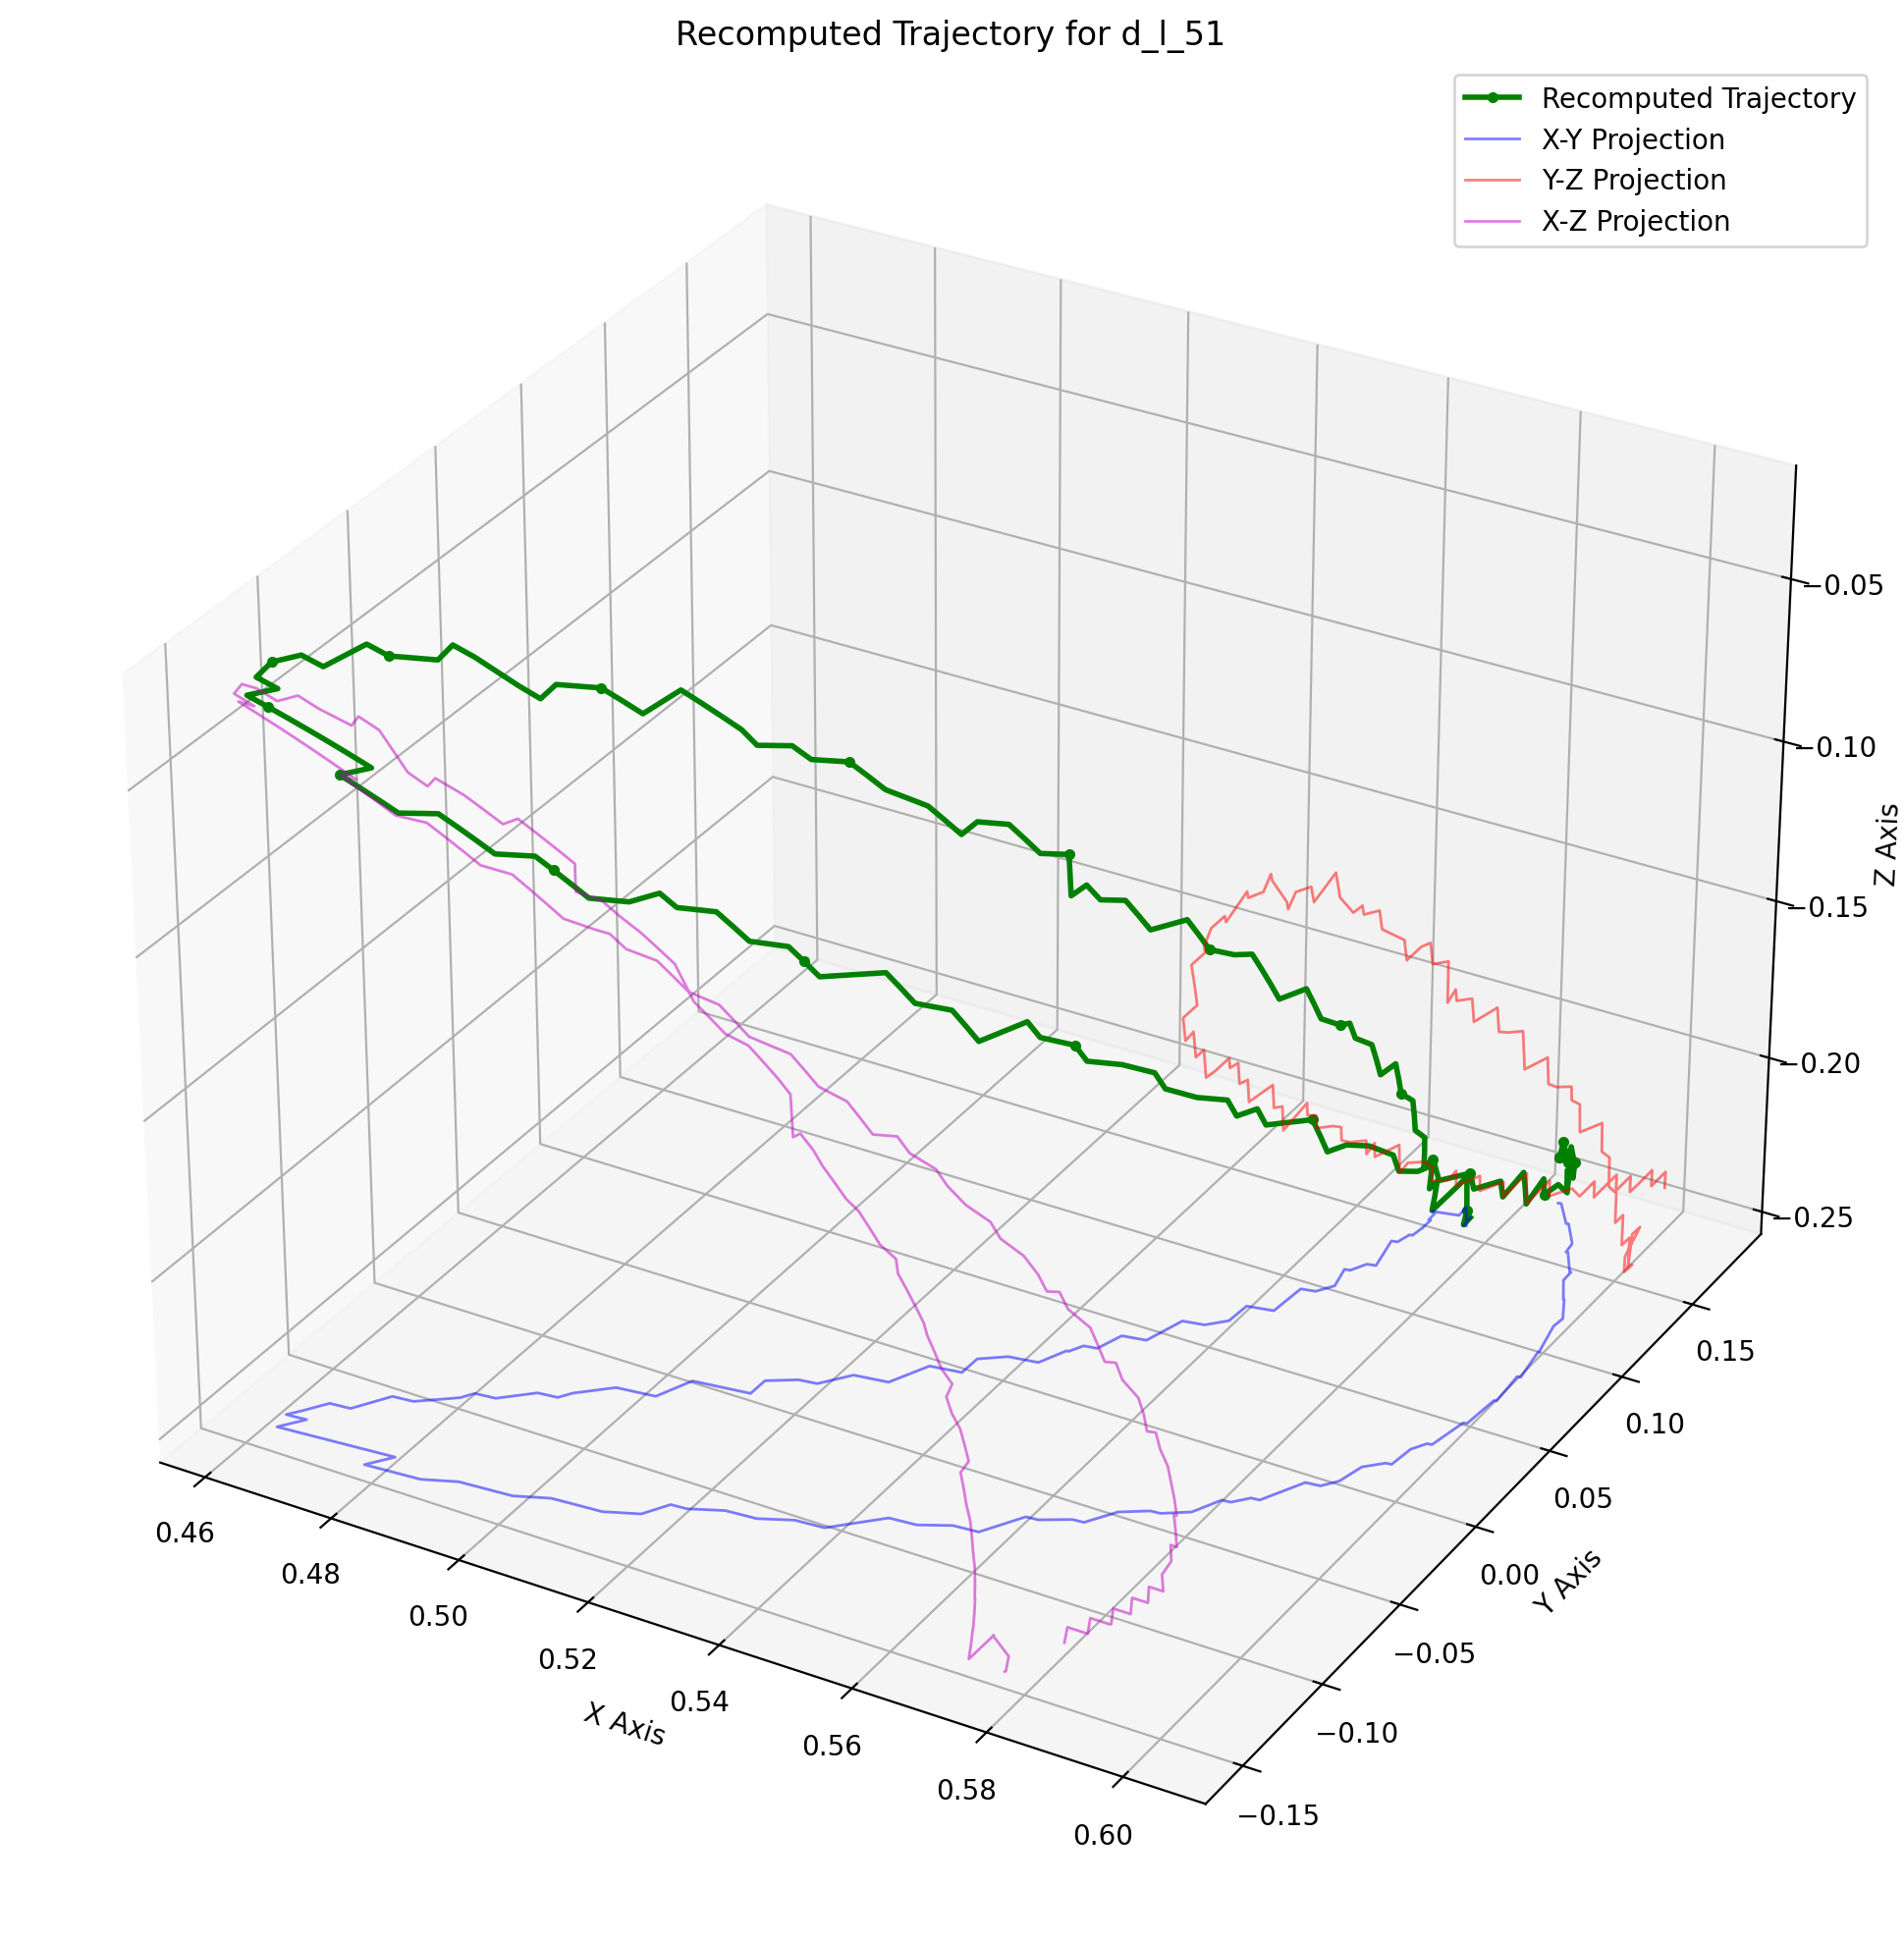 Recomputed Trajectory for d_l_51
Recomputed Trajectory
X-Y Projection
Y-Z Projection
X-Z Projection
−0.05
−0.10
−0.15
−0.20
−0.25
Z Axis
0.15
0.10
0.05
0.00
−0.05
−0.10
−0.15
Y Axis
0.46
0.48
0.50
0.52
0.54
0.56
0.58
0.60
X Axis